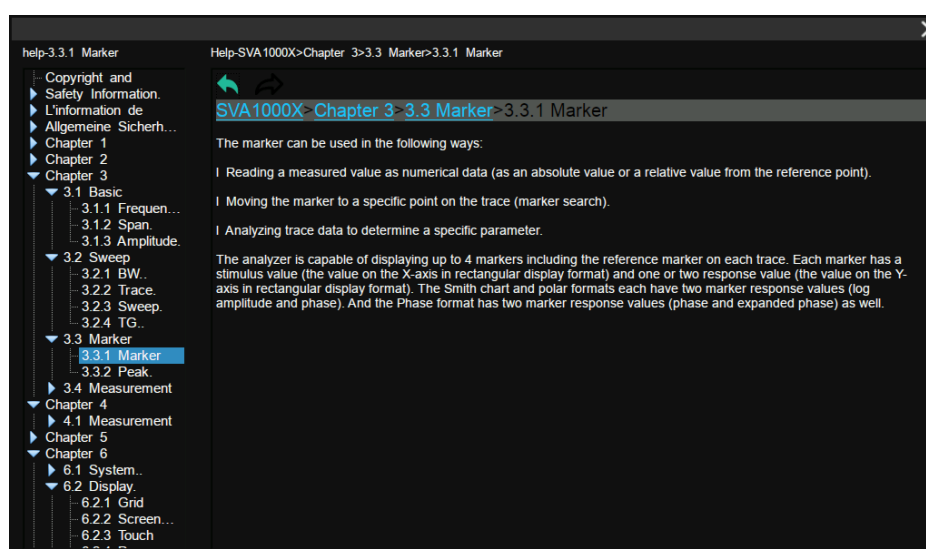 help-3.3.1 Marker
Help-SVA1000X>Chapter 3>3.3 Marker>3.3.1 Marker
Copyright and
Safety Information.
L'information de
Allgemeine Sicherh...
Chapter 1
Chapter 2
Chapter 3
3.1 Basic
3.1.1 Frequen...
3.1.2 Span.
3.1.3 Amplitude.
3.2 Sweep
3.2.1 BW..
3.2.2 Trace.
3.2.3 Sweep.
3.2.4 TG..
3.3 Marker
3.3.1 Marker
3.3.2 Peak.
3.4 Measurement
Chapter 4
4.1 Measurement
Chapter 5
Chapter 6
6.1 System..
6.2 Display.
6.2.1 Grid
6.2.2 Screen...
6.2.3 Touch
SVA1000X>Chapter 3>3.3 Marker>3.3.1 Marker
The marker can be used in the following ways:
l Reading a measured value as numerical data (as an absolute value or a relative value from the reference point).
l Moving the marker to a specific point on the trace (marker search).
l Analyzing trace data to determine a specific parameter.
The analyzer is capable of displaying up to 4 markers including the reference marker on each trace. Each marker has a
stimulus value (the value on the X-axis in rectangular display format) and one or two response value (the value on the Y-
axis in rectangular display format). The Smith chart and polar formats each have two marker response values (log
amplitude and phase). And the Phase format has two marker response values (phase and expanded phase) as well.